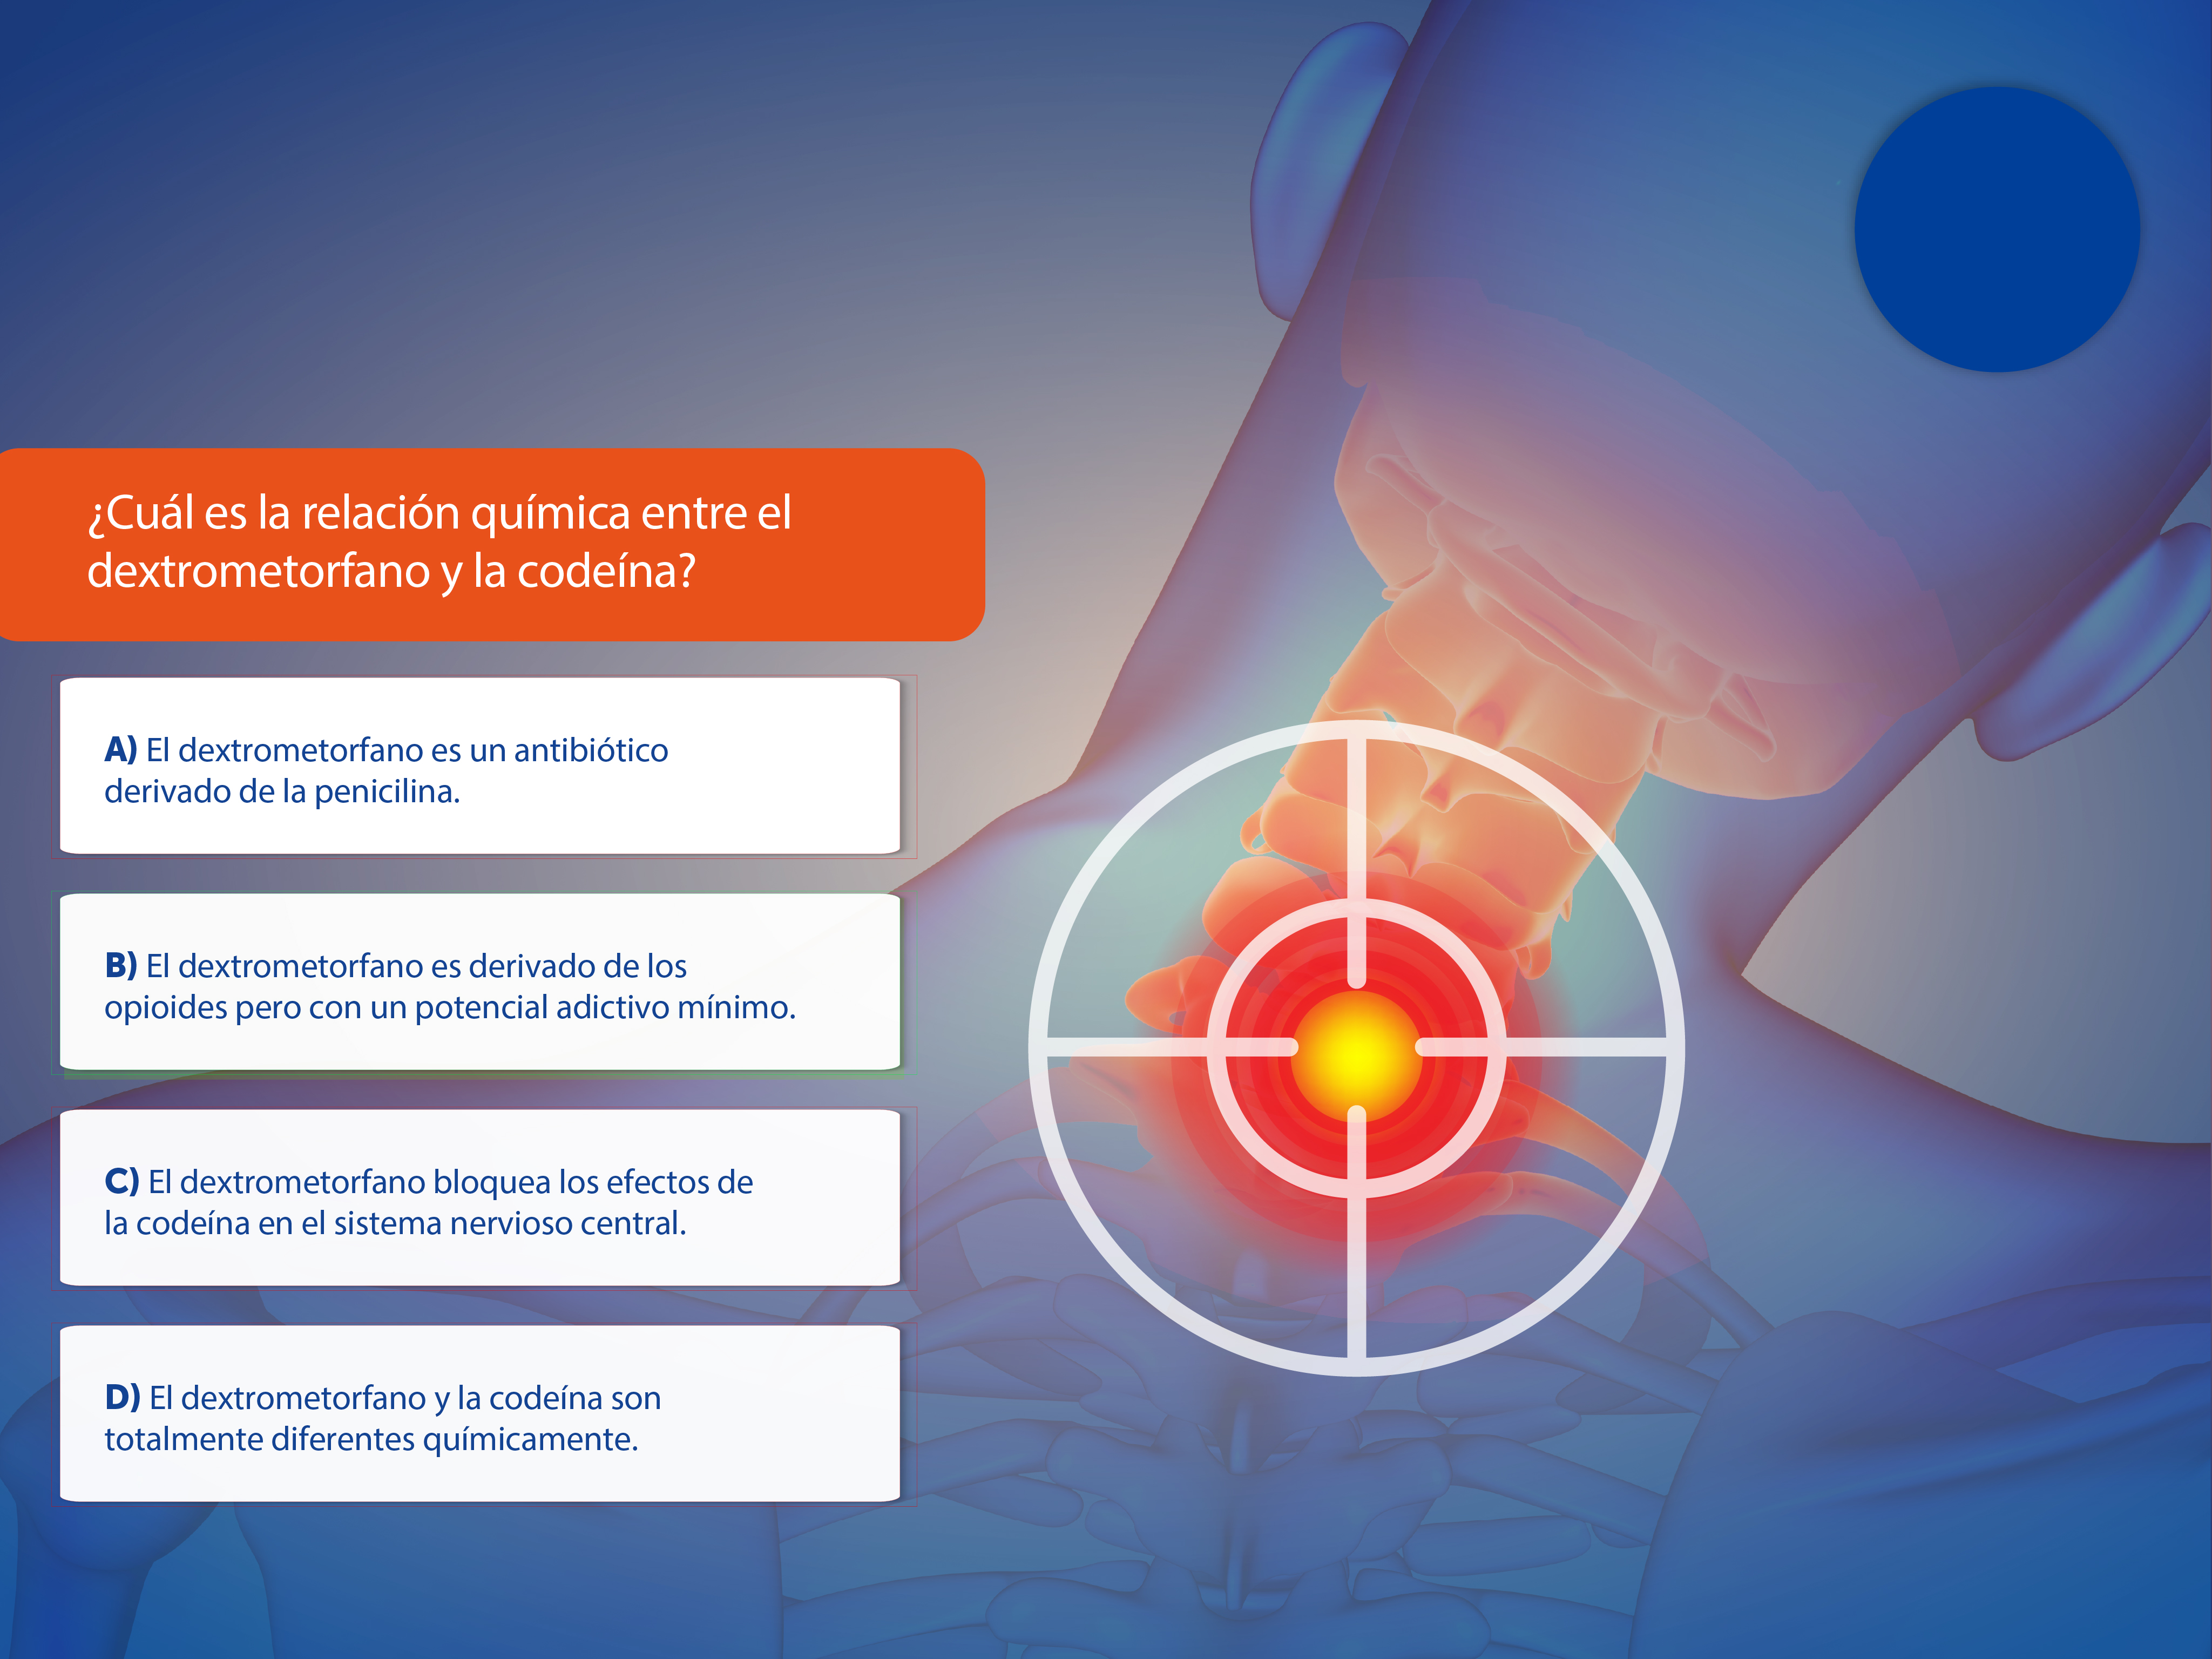 ¿Cuál es la relación química entre el
dextrometorfano y la codeína?
A) El dextrometorfano es un antibiótico
derivado de la penicilina.
B) El dextrometorfano es derivado de los
opioides pero con un potencial adictivo mínimo.
C) El dextrometorfano bloquea los efectos de
la codeína en el sistema nervioso central.
D) El dextrometorfano y la codeína son
totalmente diferentes químicamente.